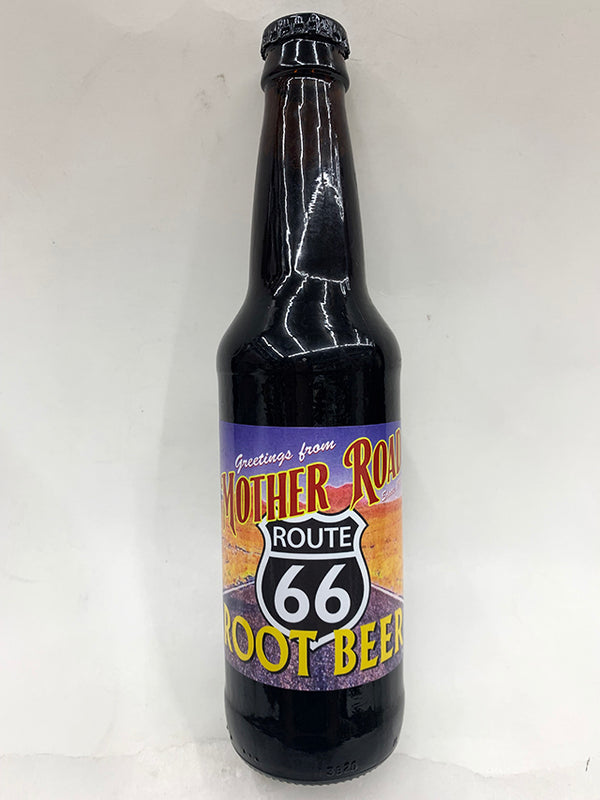 Greetings from
MOTHER ROAD
ROUTE
66
ROOT BEER